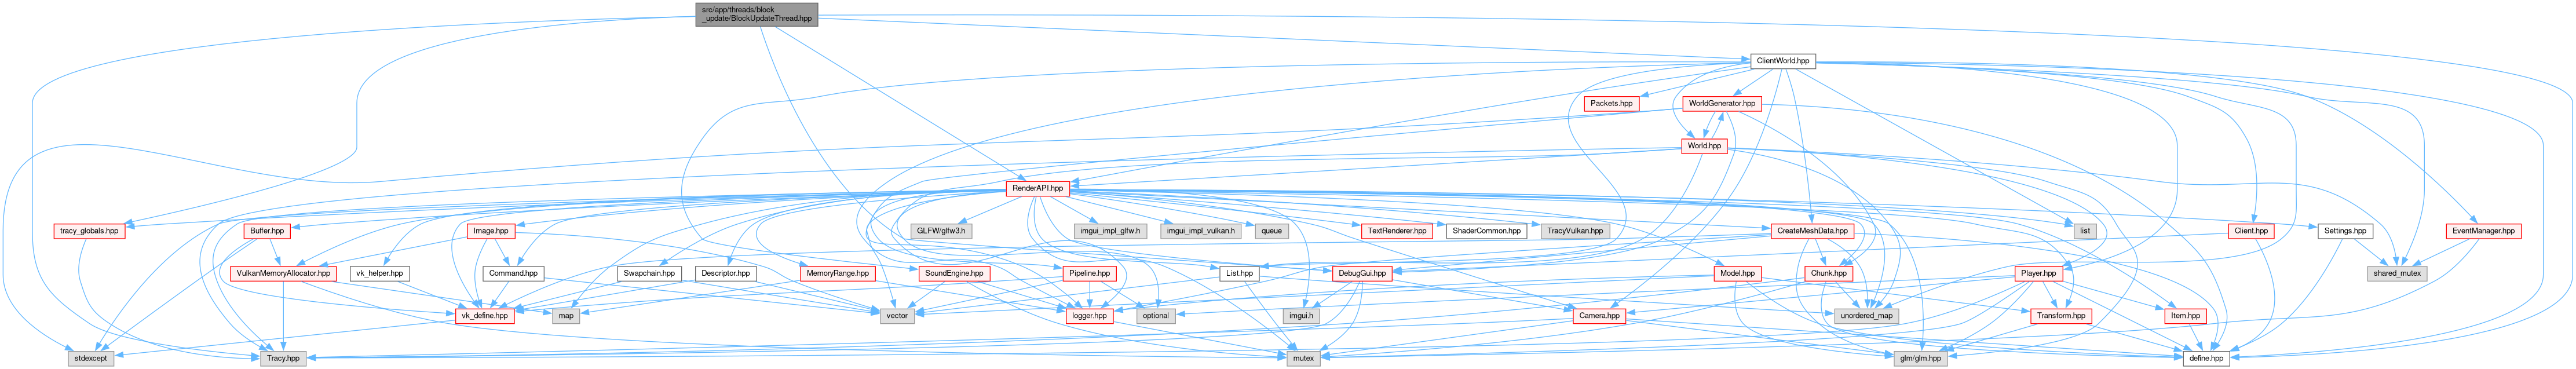 src/app/threads/block
_update/BlockUpdateThread.hpp
ClientWorld.hpp
Packets.hpp
WorldGenerator.hpp
World.hpp
RenderAPI.hpp
tracy_globals.hpp
Buffer.hpp
Image.hpp
GLFW/glfw3.h
imgui_impl_glfw.h
imgui_impl_vulkan.h
queue
TextRenderer.hpp
ShaderCommon.hpp
TracyVulkan.hpp
CreateMeshData.hpp
list
Client.hpp
Settings.hpp
EventManager.hpp
VulkanMemoryAllocator.hpp
vk_helper.hpp
Command.hpp
Swapchain.hpp
Descriptor.hpp
MemoryRange.hpp
SoundEngine.hpp
Pipeline.hpp
List.hpp
DebugGui.hpp
Model.hpp
Chunk.hpp
Player.hpp
shared_mutex
vk_define.hpp
map
vector
logger.hpp
optional
imgui.h
Camera.hpp
unordered_map
Transform.hpp
Item.hpp
stdexcept
Tracy.hpp
mutex
glm/glm.hpp
define.hpp